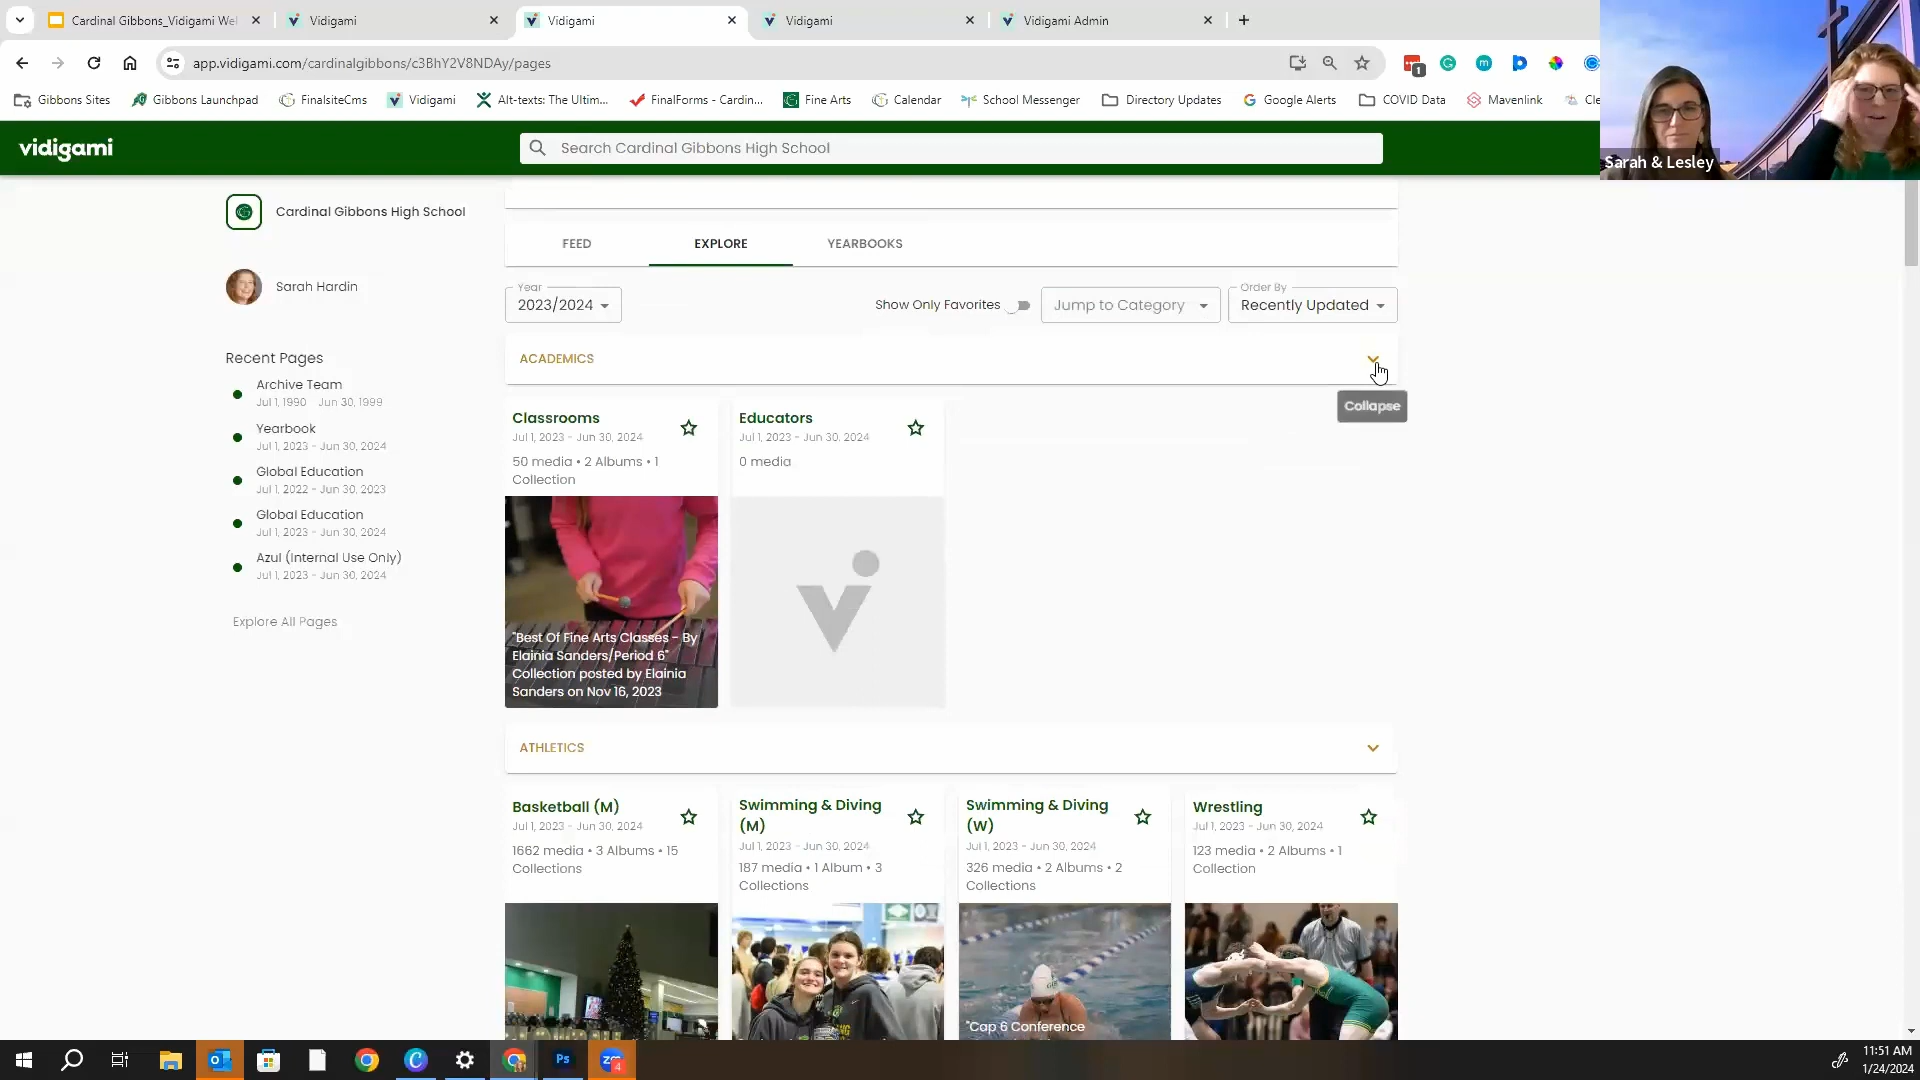 Cardinal Gibbons_Vidigami We
Vidigami
Vidigami
Vidigami
Vidigami Admin
app.vidigami.com/cardinalgibbons/c3BhY2V8NDAy/pages
1
Gibbons Sites
Gibbons Launchpad
FinalsiteCms
Vidigami
Alt-texts: The Ultim...
FinalForms - Cardin...
Fine Arts
Calendar
School Messenger
Directory Updates
Google Alerts
COVID Data
Mavenlink
Cle
Sarah & Lesley
vidigami
Search Cardinal Gibbons High School
Cardinal Gibbons High School
Sarah Hardin
Recent Pages
Archive Team
Jul 1, 1990 Jun 30, 1999
Yearbook
Jul 1, 2023 - Jun 30, 2024
Global Education
Jul 1, 2022 - Jun 30, 2023
Global Education
Jul 1, 2023 - Jun 30, 2024
Azul (Internal Use Only)
Jul 1, 2023 - Jun 30, 2024
Explore All Pages
FEED
EXPLORE
YEARBOOKS
Year
2023/2024
Show Only Favorites
Jump to Category
Order By
Recently Updated
ACADEMICS
Collapse
Classrooms
Jul 1, 2023 - Jun 30, 2024
50 media • 2 Albums • 1
Collection
"Best Of Fine Arts Classes - By
Elainia Sanders/Period 6"
Collection posted by Elainia
Sanders on Nov 16, 2023
Educators
Jul 1, 2023 - Jun 30, 2024
0 media
ATHLETICS
Basketball (M)
Jul 1, 2023 - Jun 30, 2024
1662 media • 3 Albums • 15
Collections
Swimming & Diving
(M)
Jul 1, 2023 - Jun 30, 2024
187 media • 1 Album • 3
Collections
Swimming & Diving
(W)
Jul 1, 2023 - Jun 30, 2024
326 media • 2 Albums • 2
Collections
"Cap 6 Conference
Wrestling
Jul 1, 2023 - Jun 30, 2024
123 media • 2 Albums • 1
Collection
Ps
4
11:51 AM
1/24/2024